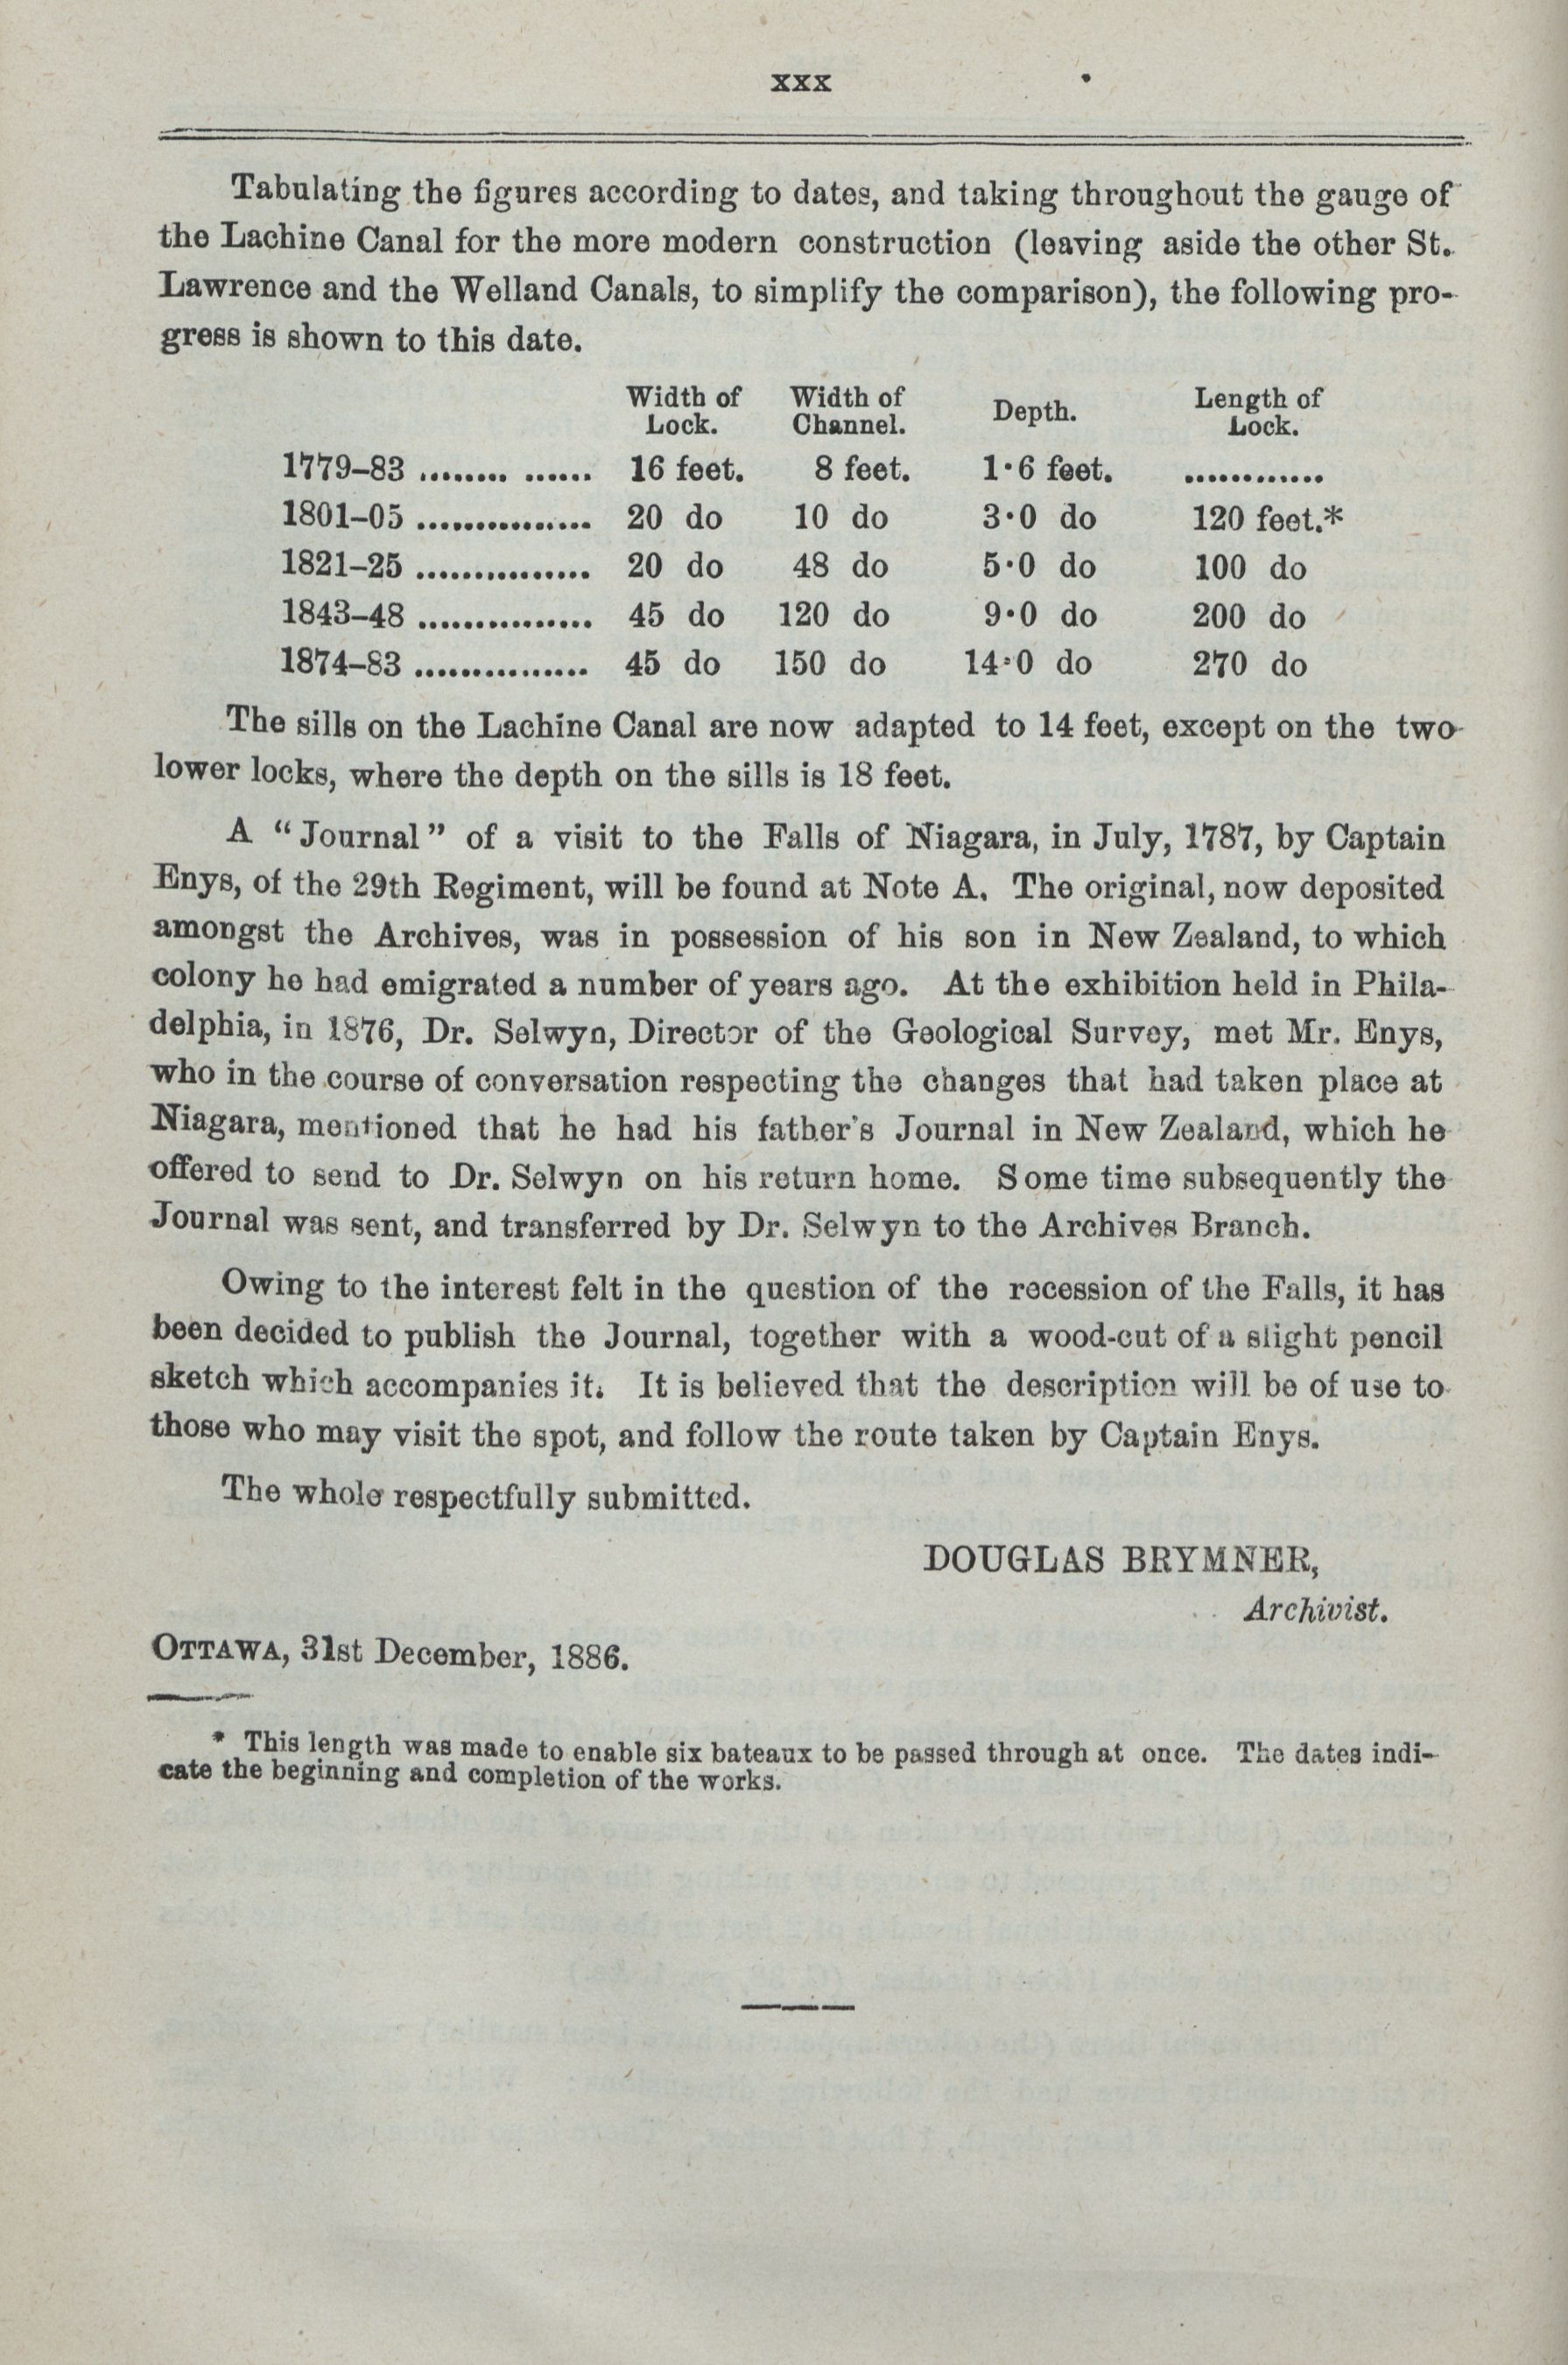 xxx
Tabulating the figures according to dates, and taking throughout the gauge of
the Lachine Canal for the more modern construction (leaving aside the other St.
Lawrence and the Welland Canals, to simplify the comparison), the following pro-
gress is shown to this date.
Width of Lock. Width of Channel. Depth. Length of Lock.
1779–83 ........ ...... 16 feet. 8 feet. 1·6 feet. ............
1801–05 ............... 20 do 10 do 3·0 do 120 feet.*
1821–25 ............... 20 do 48 do 5·0 do 100 do
1843–48 ............... 45 do 120 do 9·0 do 200 do
1874–83 ............... 45 do 150 do 14·0 do 270 do
The sills on the Lachine Canal are now adapted to 14 feet, except on the two
lower locks, where the depth on the sills is 18 feet.
A "Journal" of a visit to the Falls of Niagara, in July, 1787, by Captain
Enys, of the 29th Regiment, will be found at Note A. The original, now deposited
amongst the Archives, was in possession of his son in New Zealand, to which
colony he had emigrated a number of years ago. At the exhibition held in Phila-
delphia, in 1876, Dr. Selwyn, Director of the Geological Survey, met Mr. Enys,
who in the course of conversation respecting the changes that had taken place at
Niagara, mentioned that he had his father's Journal in New Zealand, which he
offered to send to Dr. Selwyn on his return home. Some time subsequently the
Journal was sent, and transferred by Dr. Selwyn to the Archives Branch.
Owing to the interest felt in the question of the recession of the Falls, it has
been decided to publish the Journal, together with a wood-cut of a slight pencil
sketch which accompanies it. It is believed that the description will be of use to
those who may visit the spot, and follow the route taken by Captain Enys.
The whole respectfully submitted.
DOUGLAS BRYMNER,
Archivist.
OTTAWA, 31st December, 1886.
* This length was made to enable six bateaux to be passed through at once. The dates indi-
cate the beginning and completion of the works.